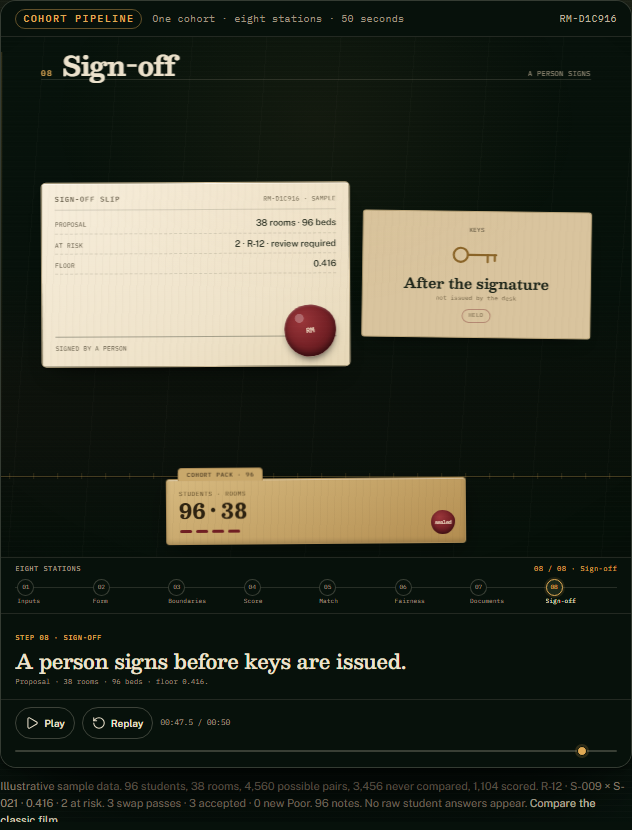 COHORT PIPELINE One cohort · eight stations · 50 seconds RM-D1C916
08 Sign-off A PERSON SIGNS
SIGN-OFF SLIP RM-D1C916 · SAMPLE
PROPOSAL 38 rooms · 96 beds
AT RISK 2 · R-12 · review required
FLOOR 0.416
RM
SIGNED BY A PERSON
KEYS
After the signature
not issued by the desk
HELD
COHORT PACK · 96
STUDENTS · ROOMS
96 · 38
sealed
EIGHT STATIONS 08 / 08 · Sign-off
01 02 03 04 05 06 07 08
Inputs Form Boundaries Score Match Fairness Documents Sign-off
STEP 08 · SIGN-OFF
A person signs before keys are issued.
Proposal · 38 rooms · 96 beds · floor 0.416.
Play Replay 00:47.5 / 00:50
Illustrative sample data. 96 students, 38 rooms, 4,560 possible pairs, 3,456 never compared, 1,104 scored. R-12 · S-009 × S-
021 · 0.416 · 2 at risk. 3 swap passes · 3 accepted · 0 new Poor. 96 notes. No raw student answers appear. Compare the
classic film